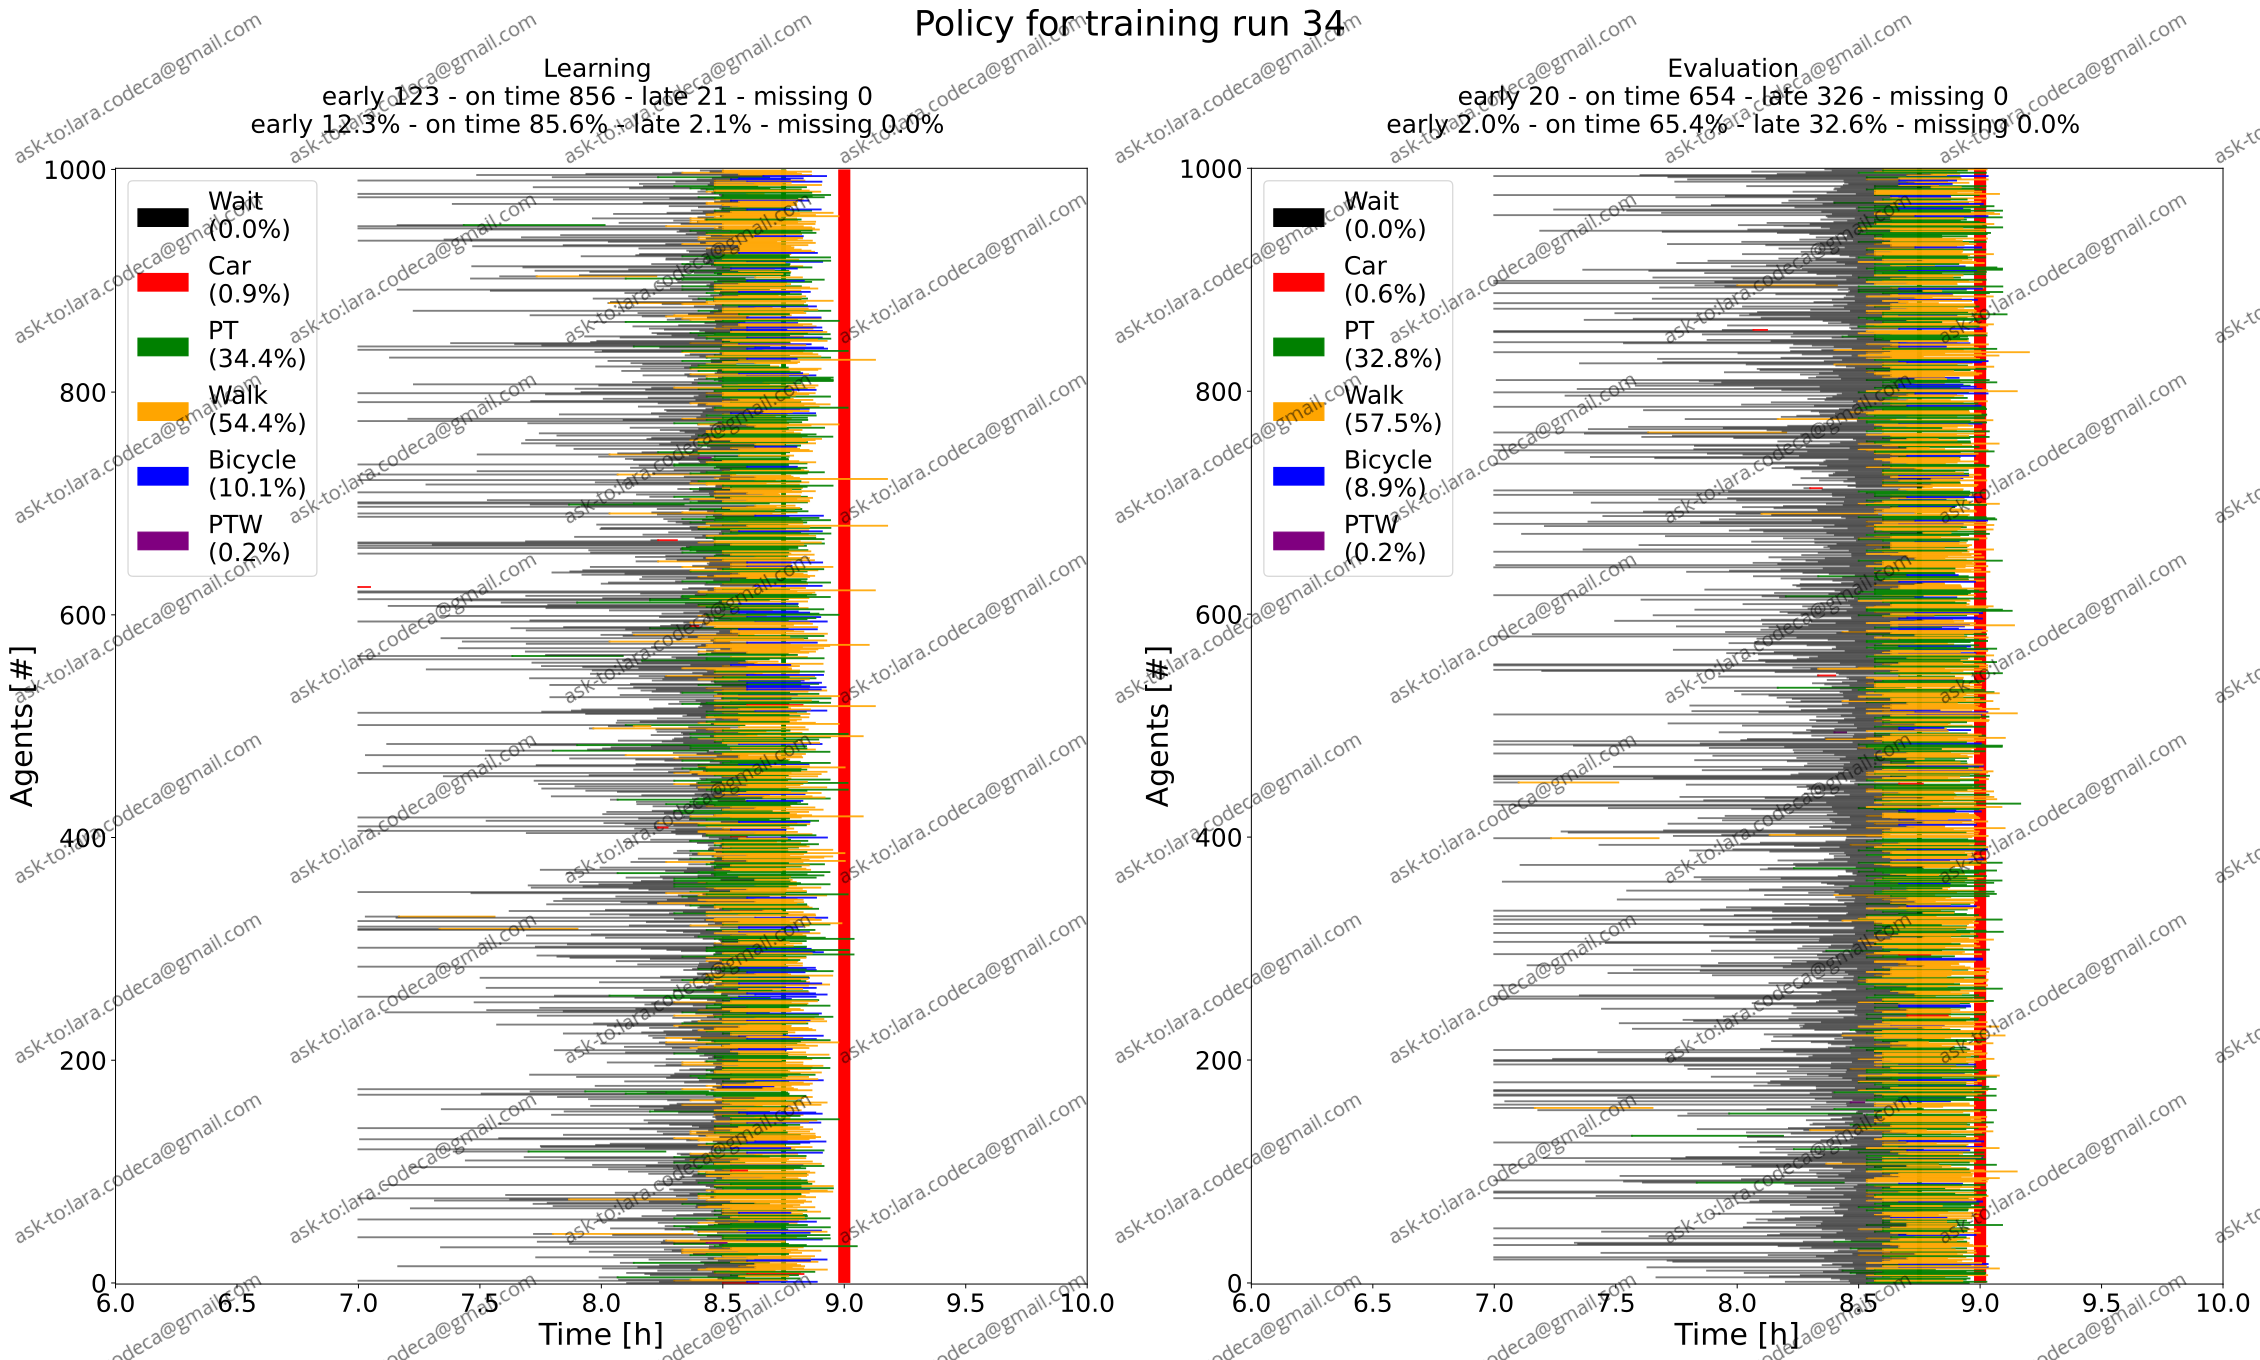 Policy for training run 34
Learning
early 123 - on time 856 - late 21 - missing 0
early 12.3% - on time 85.6% - late 2.1% - missing 0.0%
Evaluation
early 20 - on time 654 - late 326 - missing 0
early 2.0% - on time 65.4% - late 32.6% - missing 0.0%
Agents [#]
1000
800
600
400
200
0
Wait
(0.0%)
Car
(0.9%)
PT
(34.4%)
Walk
(54.4%)
Bicycle
(10.1%)
PTW
(0.2%)
6.0 6.5 7.0 7.5 8.0 8.5 9.0 9.5 10.0
Time [h]
Agents [#]
1000
800
600
400
200
0
Wait
(0.0%)
Car
(0.6%)
PT
(32.8%)
Walk
(57.5%)
Bicycle
(8.9%)
PTW
(0.2%)
6.0 6.5 7.0 7.5 8.0 8.5 9.0 9.5 10.0
Time [h]
ask-to:lara.codeca@gmail.com